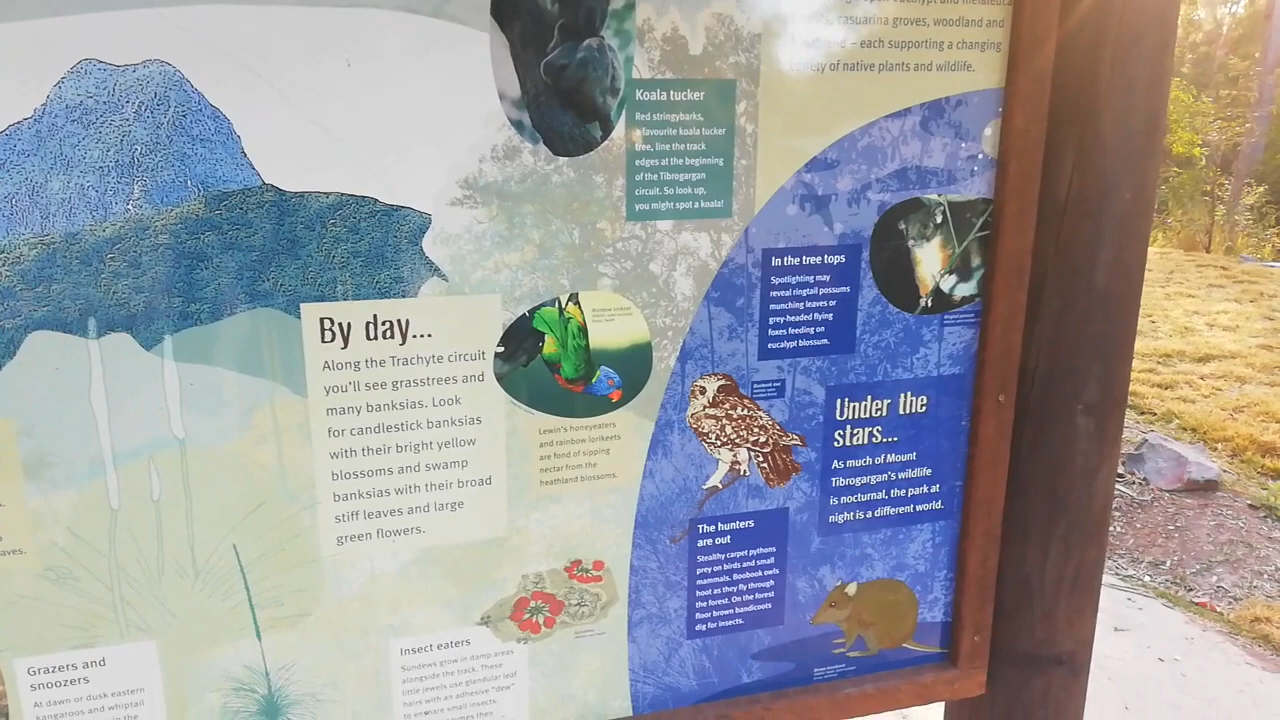 casuarina groves, woodland and
– each supporting a changing
variety of native plants and wildlife.
Koala tucker
Red stringybarks,
a favourite koala tucker
tree, line the track
edges at the beginning
of the Tibrogargan
circuit. So look up,
you might spot a koala!
In the tree tops
Spotlighting may
reveal ringtail possums
munching leaves or
grey-headed flying
foxes feeding on
eucalypt blossom.
By day...
Along the Trachyte circuit
you'll see grasstrees and
many banksias. Look
for candlestick banksias
with their bright yellow
blossoms and swamp
banksias with their broad
stiff leaves and large
green flowers.
Rainbow lorikeet
Lewin's honeyeaters
and rainbow lorikeets
are fond of sipping
nectar from the
heathland blossoms.
Boobook owl
Under the
stars...
As much of Mount
Tibrogargan's wildlife
is nocturnal, the park at
night is a different world.
The hunters
are out
Stealthy carpet pythons
prey on birds and small
mammals. Boobook owls
hoot as they fly through
the forest. On the forest
floor brown bandicoots
dig for insects.
Grazers and
snoozers
At dawn or dusk eastern
kangaroos and whiptail
in the
Insect eaters
Sundews grow in damp areas
alongside the track. These
little jewels use glandular leaf
hairs with an adhesive "dew"
to ensnare small insects.
then